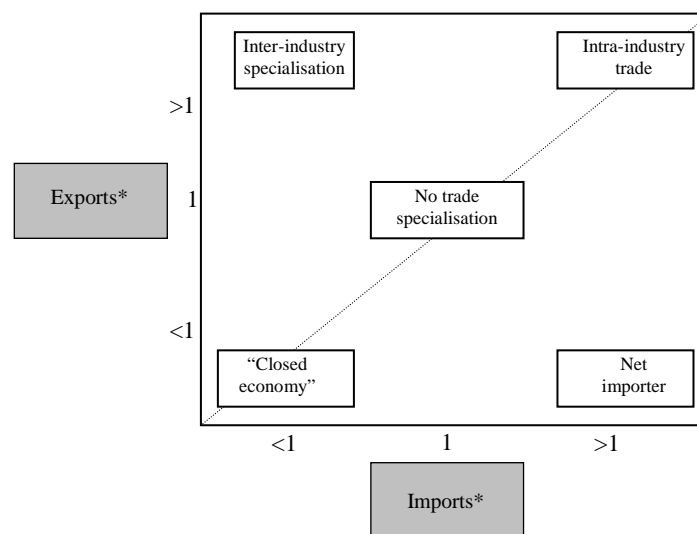 Inter-industry
specialisation
Intra-industry
trade
>1
Exports*
1
No trade
specialisation
<1
“Closed
economy”
Net
importer
<1
1
>1
Imports*